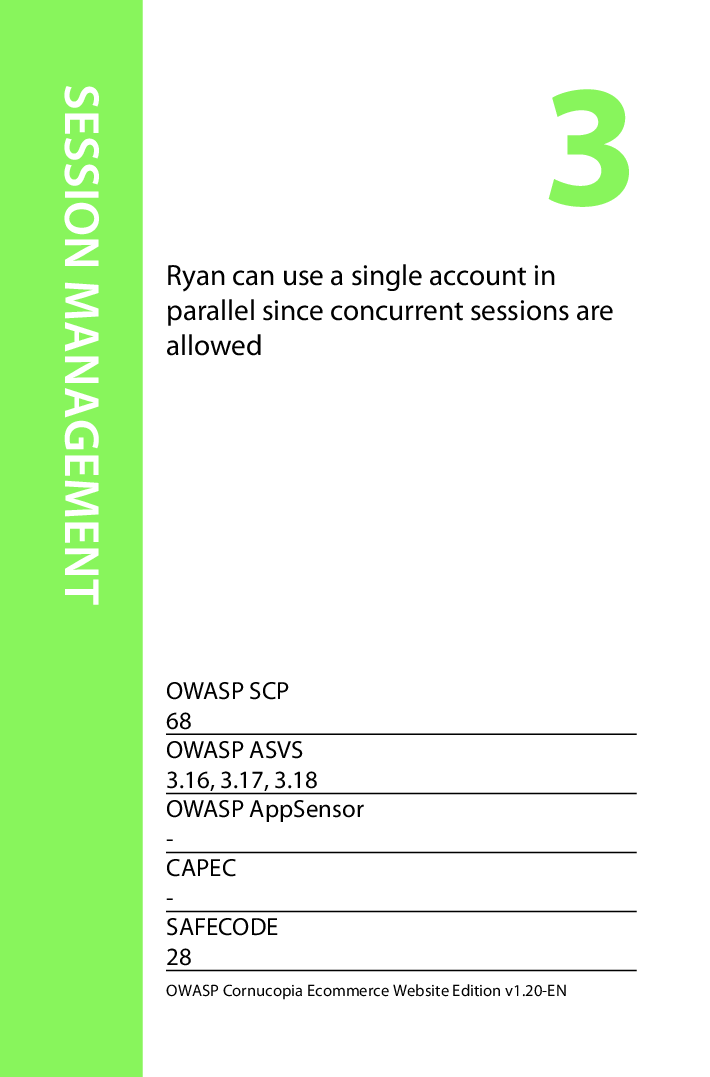 SESSION MANAGEMENT
3
Ryan can use a single account in
parallel since concurrent sessions are
allowed
OWASP SCP
68
OWASP ASVS
3.16, 3.17, 3.18
OWASP AppSensor
-
CAPEC
-
SAFECODE
28
OWASP Cornucopia Ecommerce Website Edition v1.20-EN